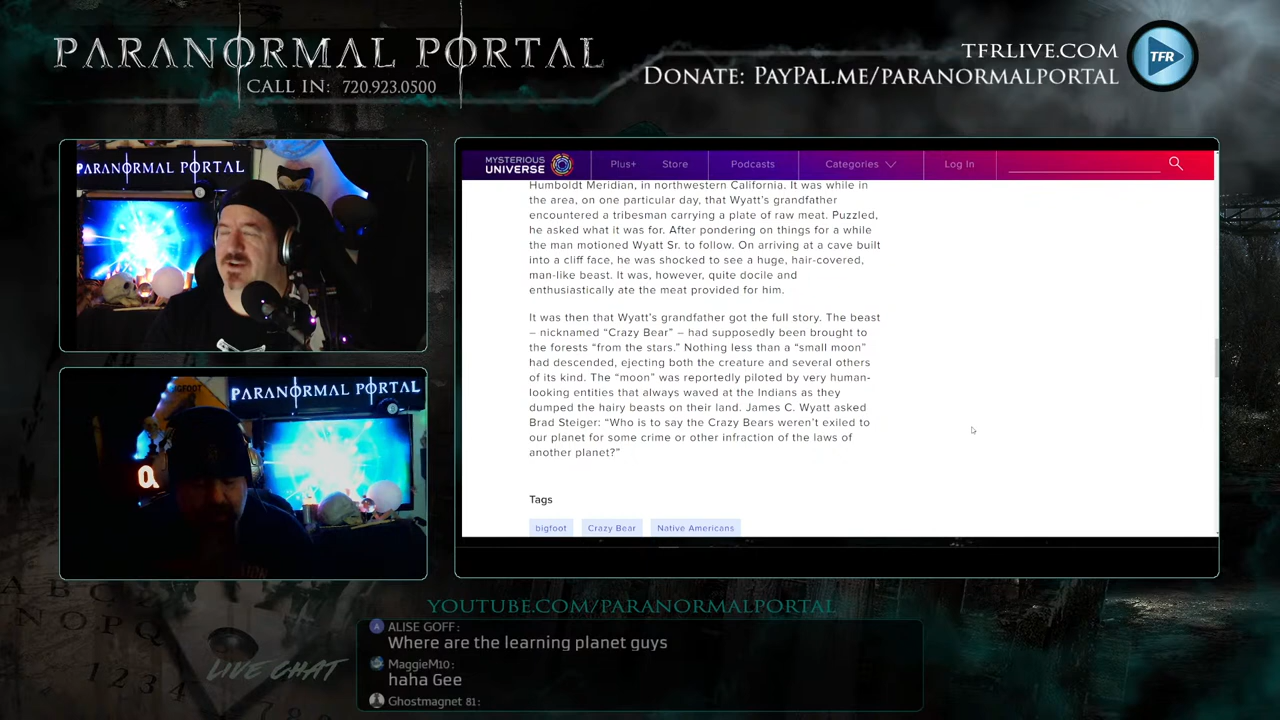 PARANORMAL PORTAL
CALL IN: 720.923.0500
TFRLIVE.COM
DONATE: PAYPAL.ME/PARANORMALPORTAL
TFR
PARANORMAL PORTAL
BIGFOOT
PARANORMAL PORTAL
a
MYSTERIOUS
UNIVERSE
Plus+
Store
Podcasts
Categories
Log In
Humboldt Meridian, in northwestern California. It was while in
the area, on one particular day, that Wyatt's grandfather
encountered a tribesman carrying a plate of raw meat. Puzzled,
he asked what it was for. After pondering on things for a while
the man motioned Wyatt Sr. to follow. On arriving at a cave built
into a cliff face, he was shocked to see a huge, hair-covered,
man-like beast. It was, however, quite docile and
enthusiastically ate the meat provided for him.
It was then that Wyatt's grandfather got the full story. The beast
– nicknamed “Crazy Bear” – had supposedly been brought to
the forests “from the stars.” Nothing less than a “small moon”
had descended, ejecting both the creature and several others
of its kind. The “moon” was reportedly piloted by very human-
looking entities that always waved at the Indians as they
dumped the hairy beasts on their land. James C. Wyatt asked
Brad Steiger: “Who is to say the Crazy Bears weren't exiled to
our planet for some crime or other infraction of the laws of
another planet?”
Tags
bigfoot
Crazy Bear
Native Americans
YOUTUBE.COM/PARANORMALPORTAL
LIVE CHAT
A ALISE GOFF:
Where are the learning planet guys
MaggieM10:
haha Gee
Ghostmagnet 81:
A B C
N O P Q
1 2 3 4